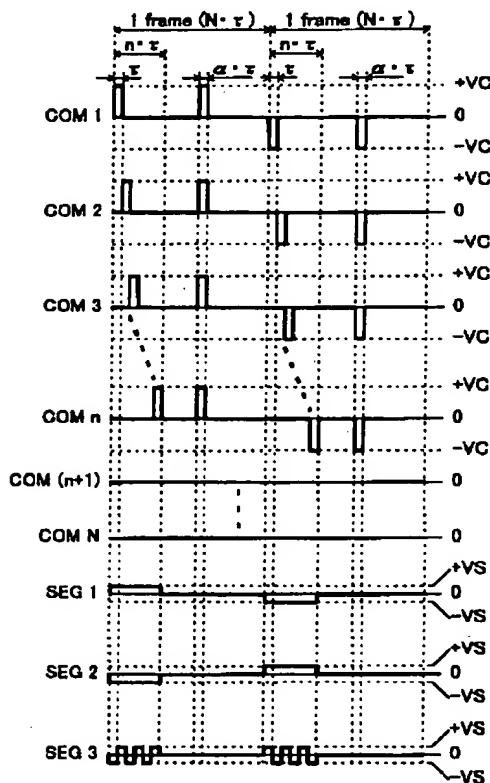 1 frame (N・τ) 1 frame (N・τ)
n・τ n・τ
τ α・τ τ α・τ
+VC
COM 1 0
−VC
+VC
COM 2 0
−VC
+VC
COM 3 0
−VC
+VC
COM n 0
−VC
COM (n+1) 0
COM N 0
+VS
SEG 1 0
−VS
+VS
SEG 2 0
−VS
+VS
SEG 3 0
−VS